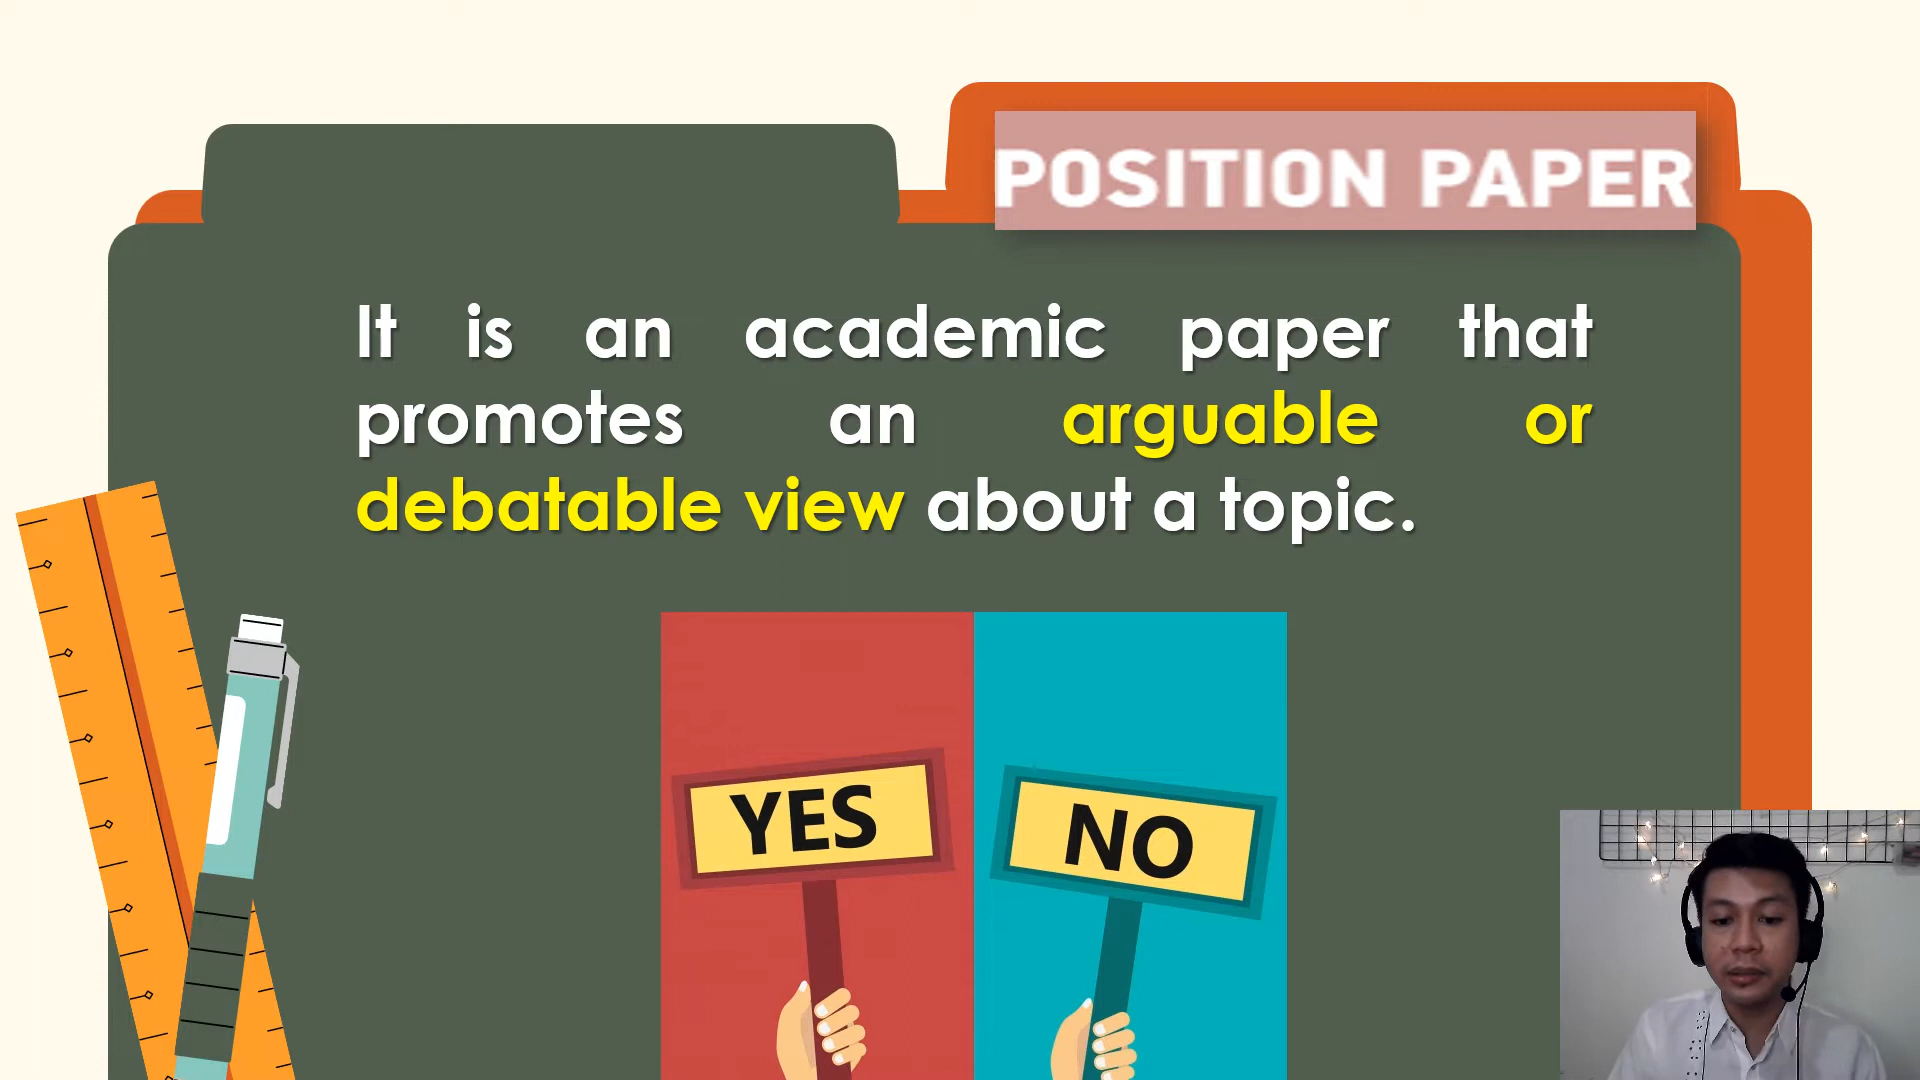 POSITION PAPER
It is an academic paper that
promotes an arguable or
debatable view about a topic.
YES
NO